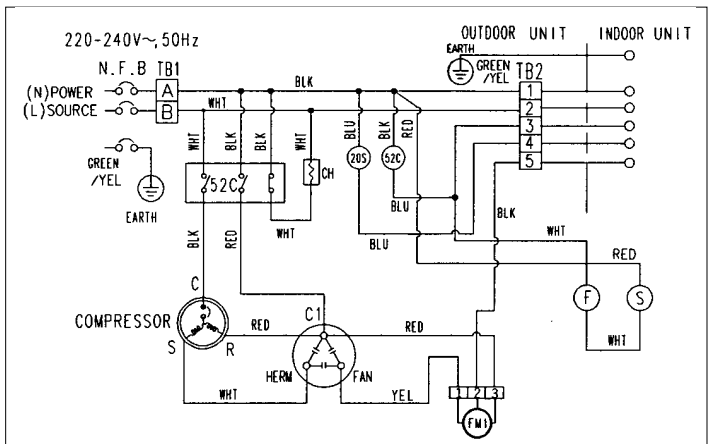 220-240V~, 50Hz
OUTDOOR UNIT
INDOOR UNIT
EARTH
N.F.B
TB1
GREEN
/YEL
TB2
BLK
(N)POWER
A
1
(L)SOURCE
B
WHT
2
3
4
5
WHT
BLK
BLK
WHT
BLU
BLK
RED
20S
52C
GREEN
/YEL
EARTH
52C
CH
WHT
BLU
BLU
BLK
WHT
RED
BLK
RED
F
S
WHT
C
C1
COMPRESSOR
S
R
RED
RED
HERM
FAN
WHT
YEL
1 2 3
FM1